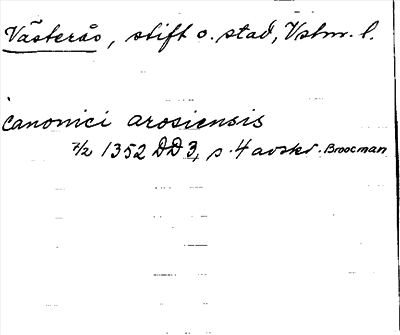 Västerås, stift o. stad, Vstm. l.
canonici arosiensis
7/2 1352 DD 3, s. 4 avskr. Broocman